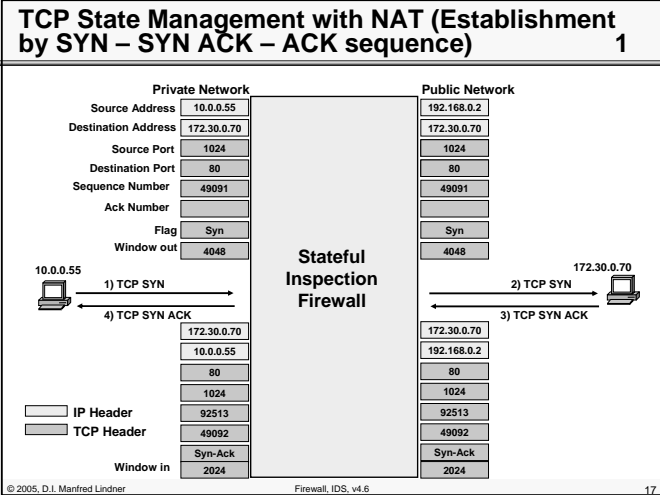 TCP State Management with NAT (Establishment
by SYN – SYN ACK – ACK sequence) 1
Private Network Public Network
Source Address 10.0.0.55 192.168.0.2
Destination Address 172.30.0.70 172.30.0.70
Source Port 1024 1024
Destination Port 80 80
Sequence Number 49091 49091
Ack Number
Flag Syn Syn
Window out 4048 4048
Stateful
Inspection
Firewall
10.0.0.55 172.30.0.70
1) TCP SYN 2) TCP SYN
4) TCP SYN ACK 3) TCP SYN ACK
172.30.0.70 172.30.0.70
10.0.0.55 192.168.0.2
80 80
1024 1024
IP Header 92513 92513
TCP Header 49092 49092
Syn-Ack Syn-Ack
Window in 2024 2024
© 2005, D.I. Manfred Lindner Firewall, IDS, v4.6 17